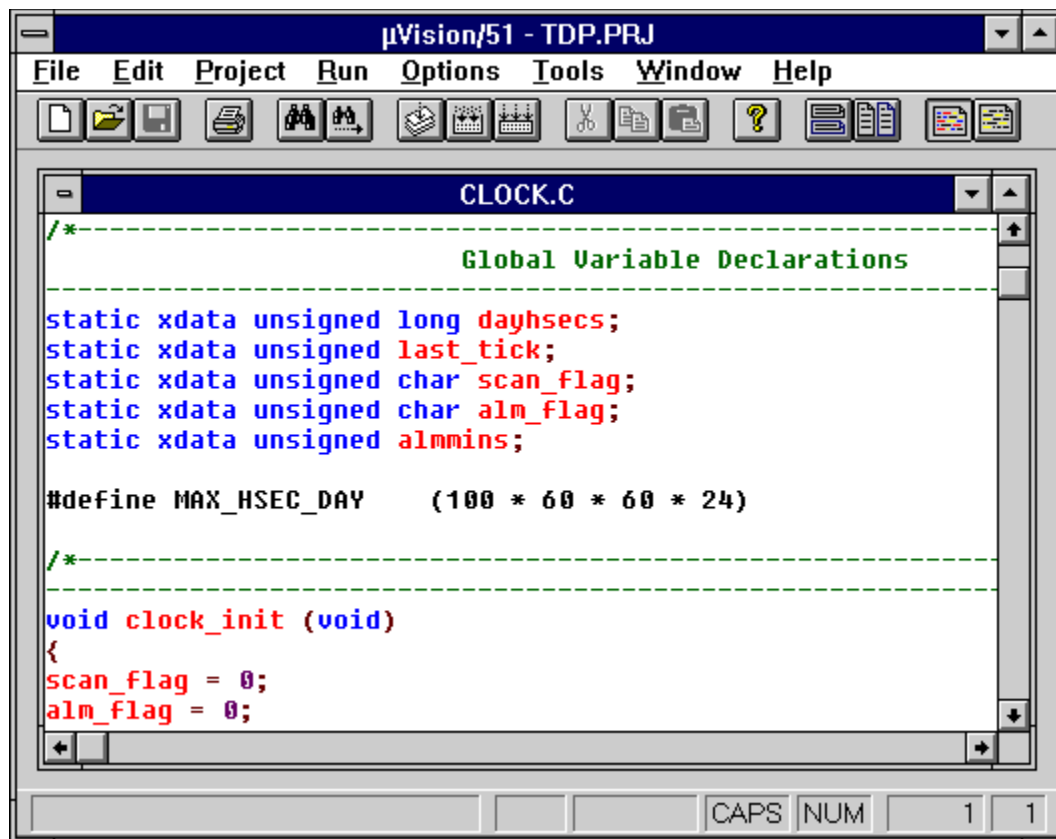 µVision/51 - TDP.PRJ
File Edit Project Run Options Tools Window Help
CLOCK.C
/*-----------------------------------------------------------
Global Variable Declarations
-------------------------------------------------------------
static xdata unsigned long dayhsecs;
static xdata unsigned last_tick;
static xdata unsigned char scan_flag;
static xdata unsigned char alm_flag;
static xdata unsigned almmins;
#define MAX_HSEC_DAY    (100 * 60 * 60 * 24)
/*-----------------------------------------------------------
-------------------------------------------------------------
void clock_init (void)
{
scan_flag = 0;
alm_flag = 0;
CAPS NUM 1 1